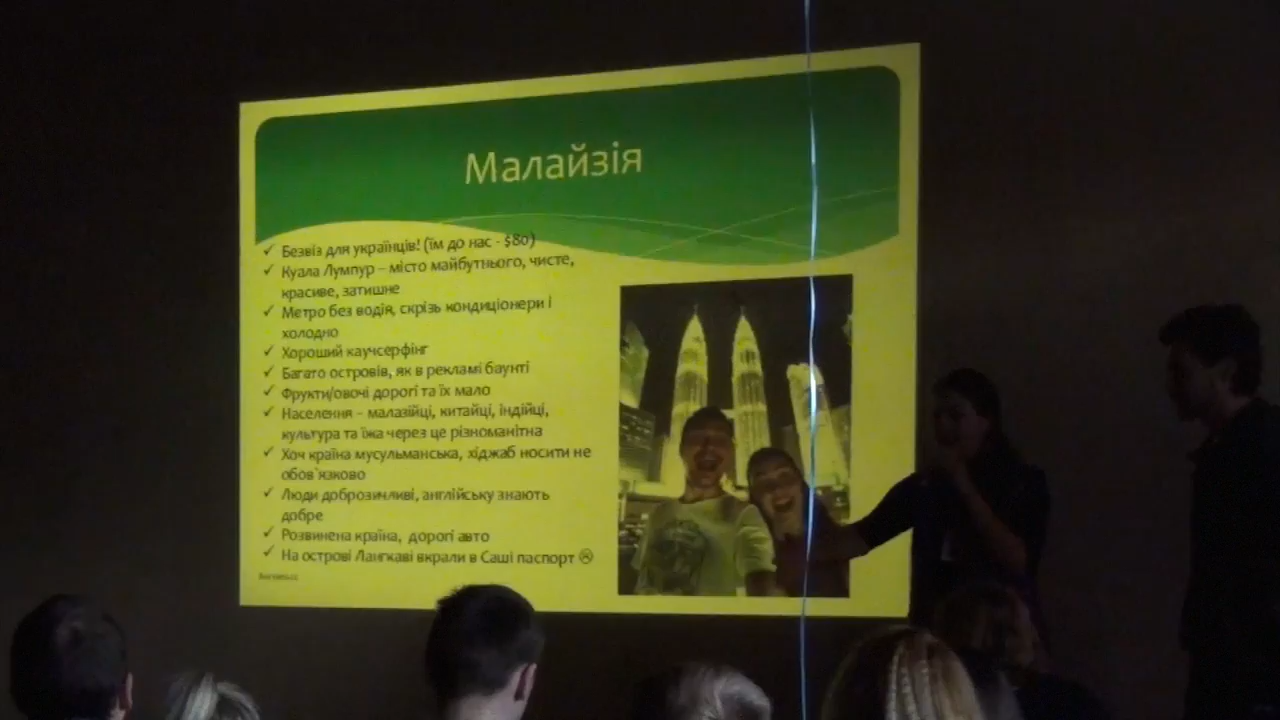 Малайзія
✓ Безвіз для українців! (їм до нас - $80)
✓ Куала Лумпур – місто майбутнього, чисте,
красиве, затишне
✓ Метро без водія, скрізь кондиціонери і
холодно
✓ Хороший каучсерфінг
✓ Багато островів, як в рекламі баунті
✓ Фрукти/овочі дорогі та їх мало
✓ Населення – малазійці, китайці, індійці,
культура та їжа через це різноманітна
✓ Хоч країна мусульманська, хіджаб носити не
обов`язково
✓ Люди доброзичливі, англійську знають
добре
✓ Розвинена країна, дорогі авто
✓ На острові Лангкаві вкрали в Саші паспорт ☹